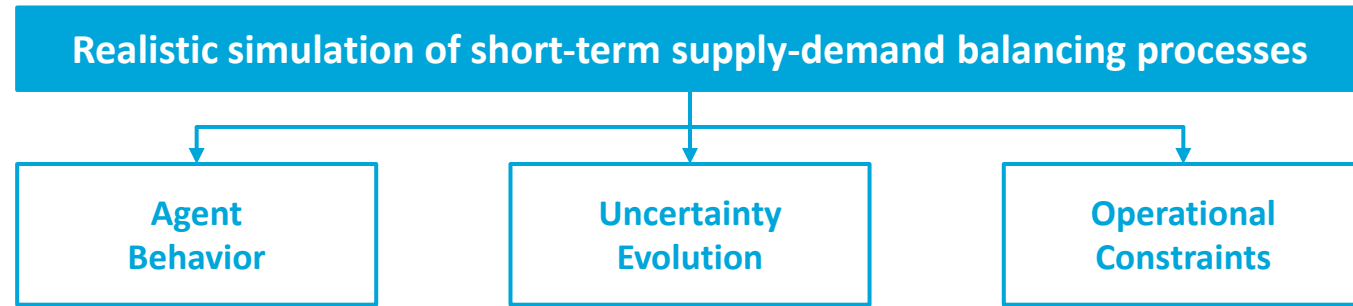 Realistic simulation of short-term supply-demand balancing processes
Agent
Behavior
Uncertainty
Evolution
Operational
Constraints